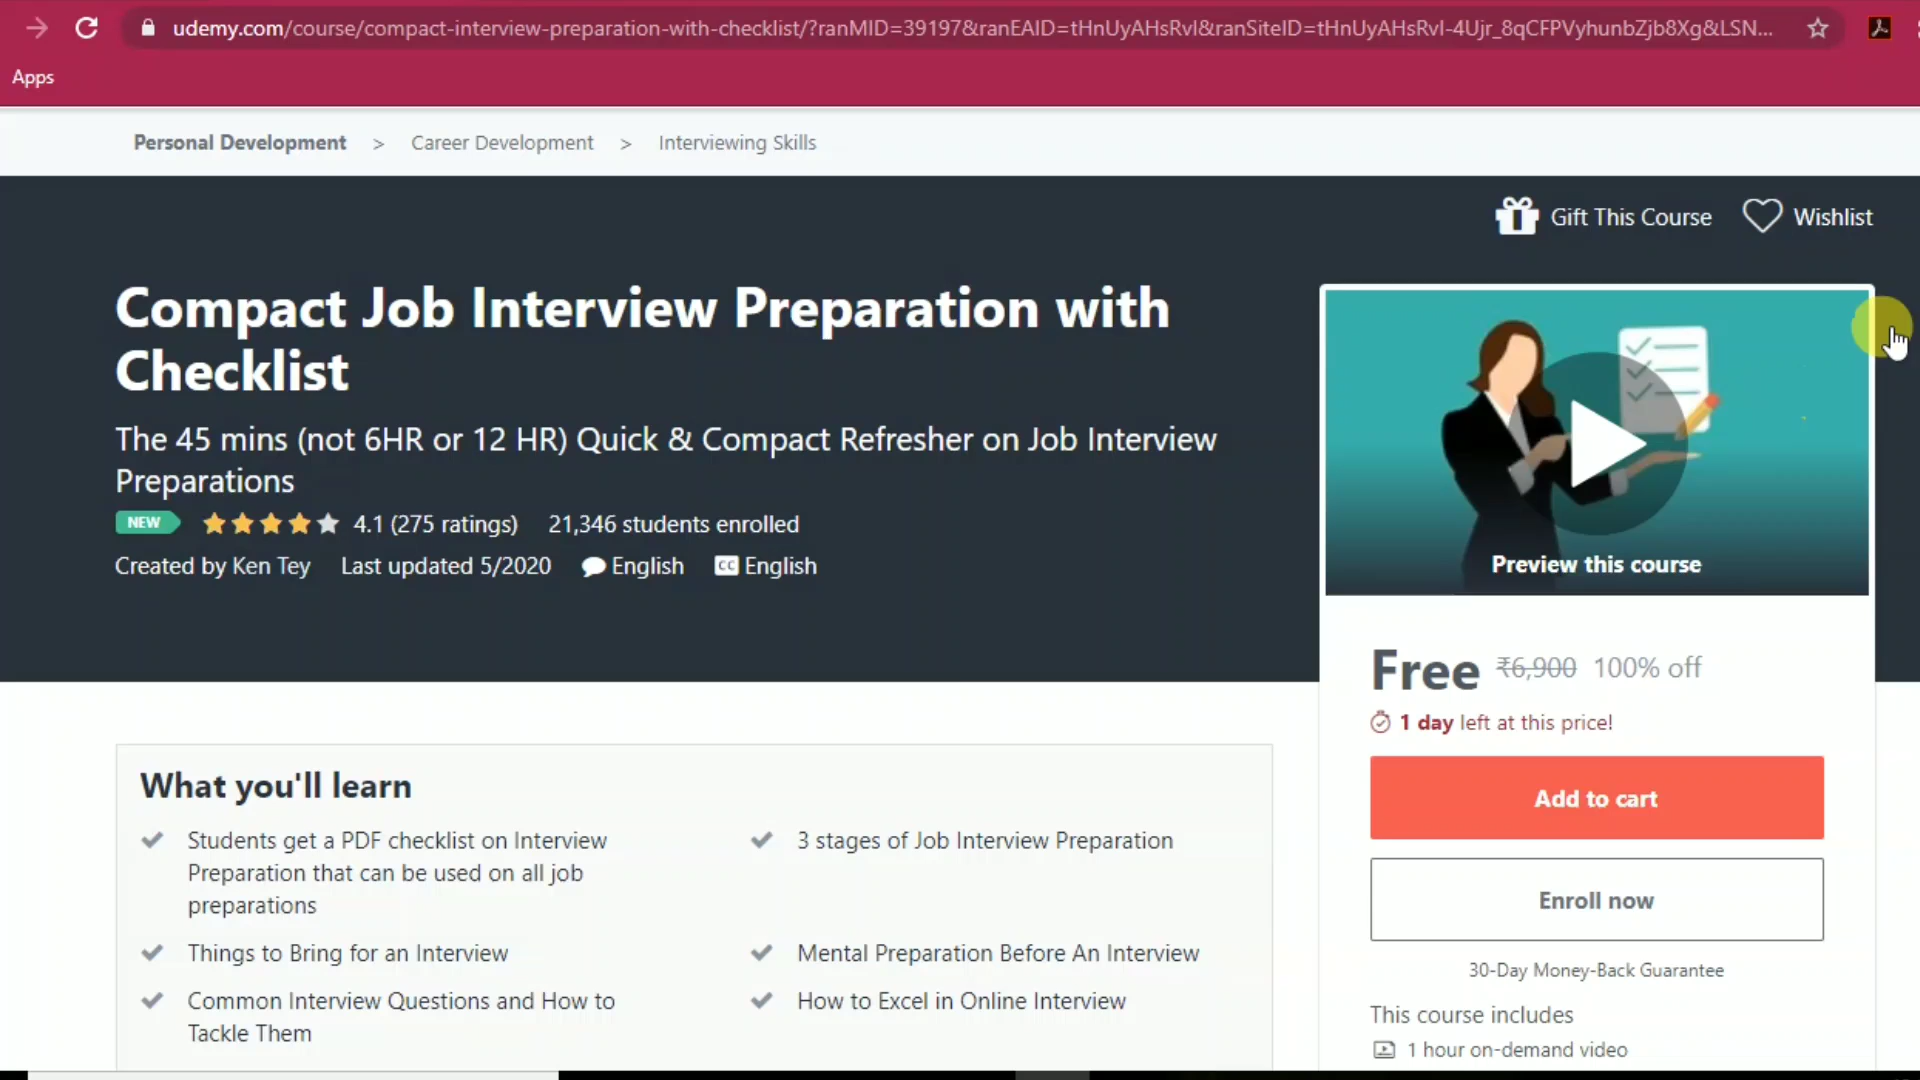 udemy.com/course/compact-interview-preparation-with-checklist/?ranMID=39197&ranEAID=tHnUyAHsRvI&ranSiteID=tHnUyAHsRvI-4Ujr_8qCFPVyhunbZjb8Xg&LSN...
Apps
Personal Development > Career Development > Interviewing Skills
Gift This Course Wishlist
Compact Job Interview Preparation with
Checklist
The 45 mins (not 6HR or 12 HR) Quick & Compact Refresher on Job Interview
Preparations
NEW 4.1 (275 ratings) 21,346 students enrolled
Created by Ken Tey Last updated 5/2020 English CC English
Preview this course
Free ₹6,900 100% off
1 day left at this price!
Add to cart
Enroll now
30-Day Money-Back Guarantee
This course includes
1 hour on-demand video
What you'll learn
Students get a PDF checklist on Interview
Preparation that can be used on all job
preparations
3 stages of Job Interview Preparation
Things to Bring for an Interview
Mental Preparation Before An Interview
Common Interview Questions and How to
Tackle Them
How to Excel in Online Interview